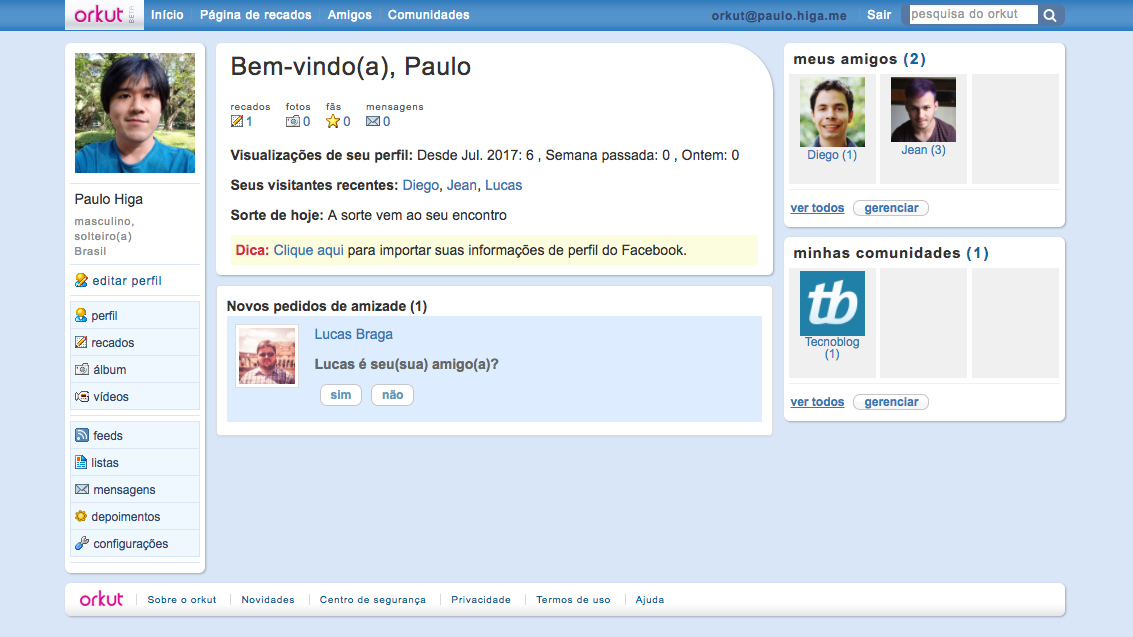 orkut BETA Início Página de recados Amigos Comunidades orkut@paulo.higa.me Sair pesquisa do orkut
Paulo Higa
masculino,
solteiro(a)
Brasil
editar perfil
perfil
recados
álbum
vídeos
feeds
listas
mensagens
depoimentos
configurações
Bem-vindo(a), Paulo
recados fotos fãs mensagens
1 0 0 0
Visualizações de seu perfil: Desde Jul. 2017: 6 , Semana passada: 0 , Ontem: 0
Seus visitantes recentes: Diego, Jean, Lucas
Sorte de hoje: A sorte vem ao seu encontro
Dica: Clique aqui para importar suas informações de perfil do Facebook.
Novos pedidos de amizade (1)
Lucas Braga
Lucas é seu(sua) amigo(a)?
sim não
meus amigos (2)
Diego (1) Jean (3)
ver todos gerenciar
minhas comunidades (1)
tb
Tecnoblog
(1)
ver todos gerenciar
orkut Sobre o orkut Novidades Centro de segurança Privacidade Termos de uso Ajuda